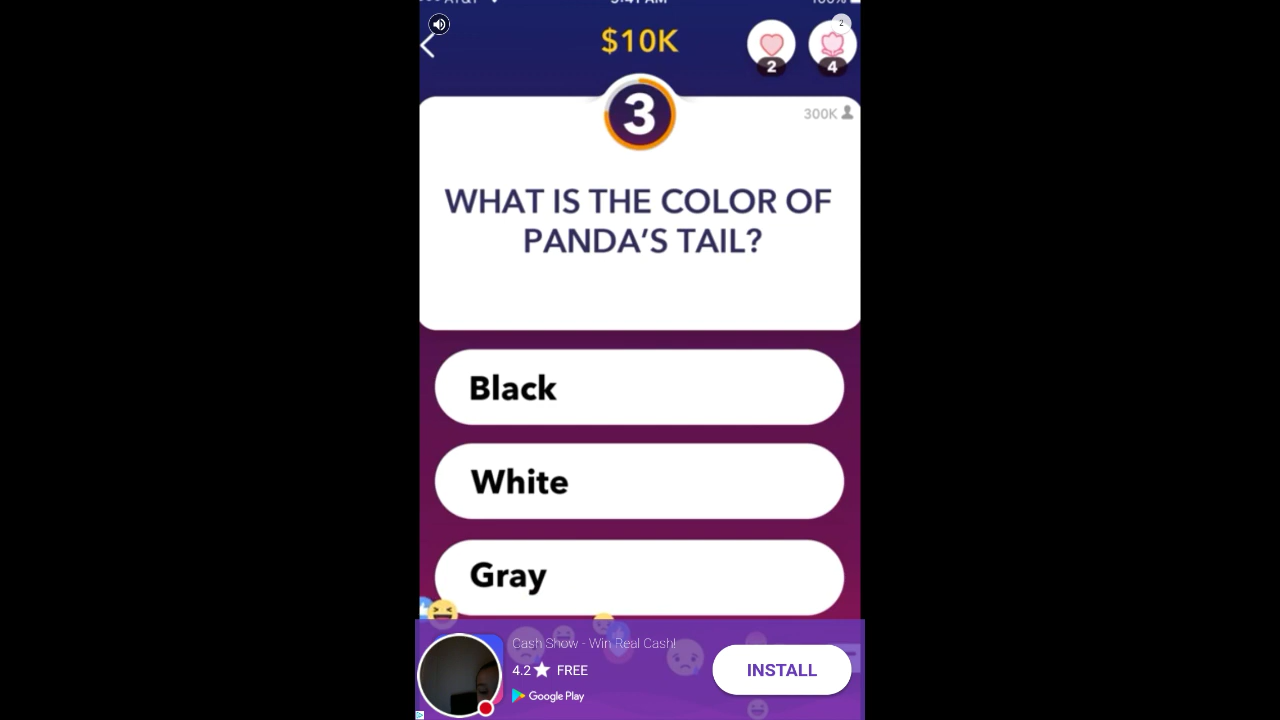 2
$10K
2
4
3
300K
WHAT IS THE COLOR OF
PANDA'S TAIL?
Black
White
Gray
Cash Show - Win Real Cash!
4.2 FREE
INSTALL
Google Play